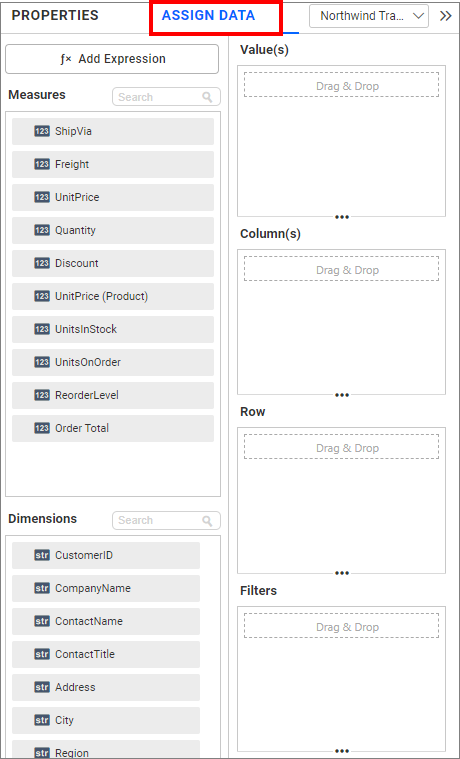 PROPERTIES
ASSIGN DATA
Northwind Tra...
ƒx Add Expression
Measures
Search
123 ShipVia
123 Freight
123 UnitPrice
123 Quantity
123 Discount
123 UnitPrice (Product)
123 UnitsInStock
123 UnitsOnOrder
123 ReorderLevel
123 Order Total
Dimensions
Search
str CustomerID
str CompanyName
str ContactName
str ContactTitle
str Address
str City
str Region
Value(s)
Drag & Drop
Column(s)
Drag & Drop
Row
Drag & Drop
Filters
Drag & Drop